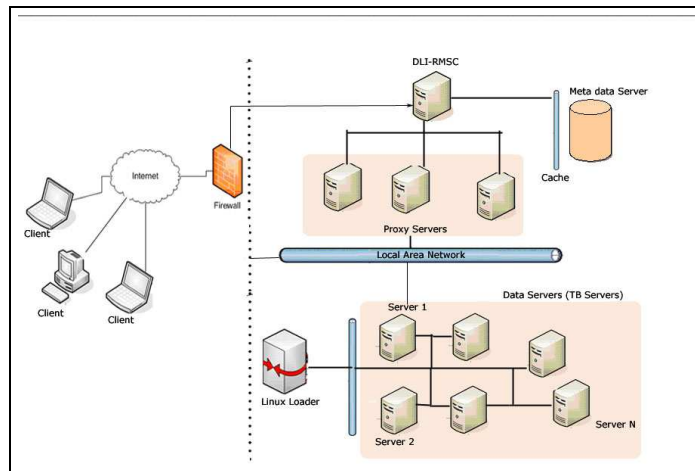 DLI-RMSC
Meta data Server
Internet
Firewall
Cache
Client
Proxy Servers
Local Area Network
Client
Client
Data Servers (TB Servers)
Server 1
Linux Loader
Server 2
Server N